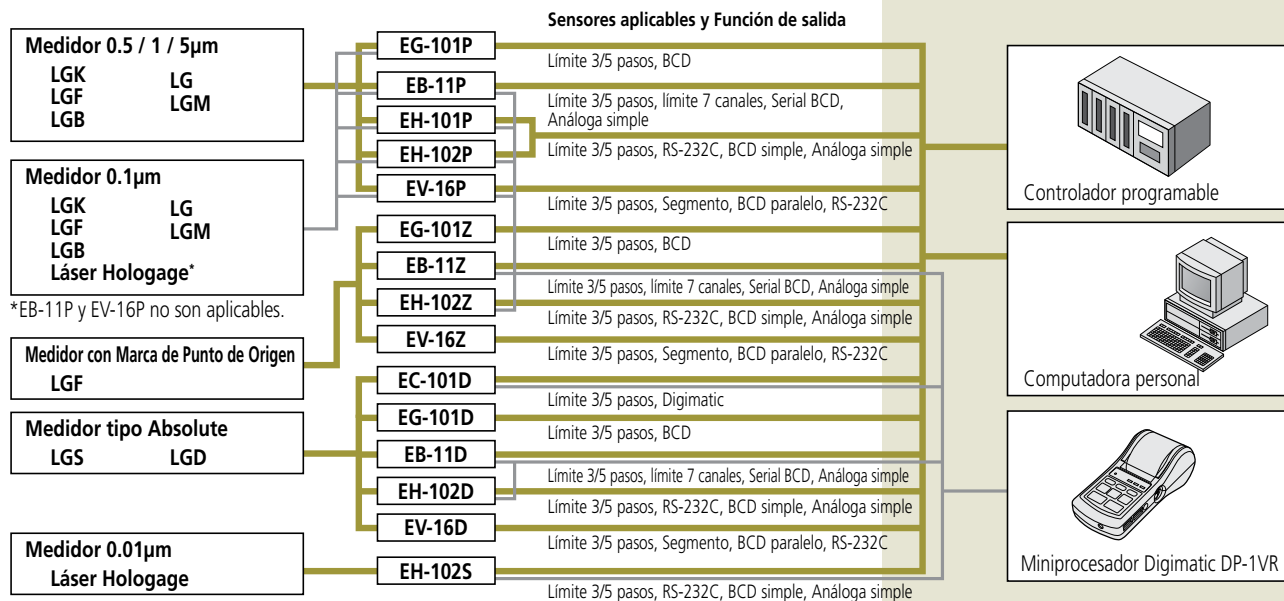 Sensores aplicables y Función de salida
Medidor 0.5 / 1 / 5µm
LGK LG
LGF LGM
LGB
Medidor 0.1µm
LGK LG
LGF LGM
LGB
Láser Hologage*
*EB-11P y EV-16P no son aplicables.
Medidor con Marca de Punto de Origen
LGF
Medidor tipo Absolute
LGS LGD
Medidor 0.01µm
Láser Hologage
EG-101P
Límite 3/5 pasos, BCD
EB-11P
Límite 3/5 pasos, límite 7 canales, Serial BCD,
Análoga simple
EH-101P
EH-102P
Límite 3/5 pasos, RS-232C, BCD simple, Análoga simple
EV-16P
Límite 3/5 pasos, Segmento, BCD paralelo, RS-232C
EG-101Z
Límite 3/5 pasos, BCD
EB-11Z
Límite 3/5 pasos, límite 7 canales, Serial BCD, Análoga simple
EH-102Z
Límite 3/5 pasos, RS-232C, BCD simple, Análoga simple
EV-16Z
Límite 3/5 pasos, Segmento, BCD paralelo, RS-232C
EC-101D
Límite 3/5 pasos, Digimatic
EG-101D
Límite 3/5 pasos, BCD
EB-11D
Límite 3/5 pasos, límite 7 canales, Serial BCD, Análoga simple
EH-102D
Límite 3/5 pasos, RS-232C, BCD simple, Análoga simple
EV-16D
Límite 3/5 pasos, Segmento, BCD paralelo, RS-232C
EH-102S
Límite 3/5 pasos, RS-232C, BCD simple, Análoga simple
Controlador programable
Computadora personal
Miniprocesador Digimatic DP-1VR